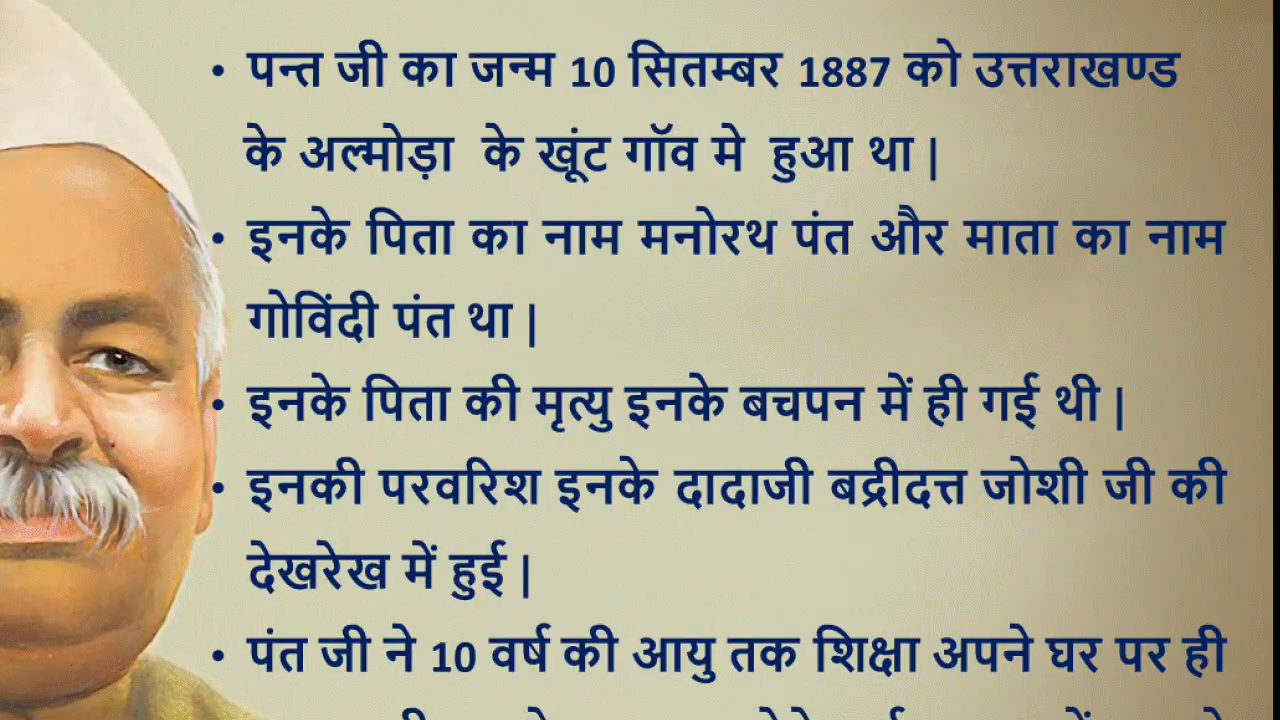 • पन्त जी का जन्म 10 सितम्बर 1887 को उत्तराखण्ड
के अल्मोड़ा के खूंट गॉव मे हुआ था |
• इनके पिता का नाम मनोरथ पंत और माता का नाम
गोविंदी पंत था |
• इनके पिता की मृत्यु इनके बचपन में ही गई थी |
• इनकी परवरिश इनके दादाजी बद्रीदत्त जोशी जी की
देखरेख में हुई |
• पंत जी ने 10 वर्ष की आयु तक शिक्षा अपने घर पर ही